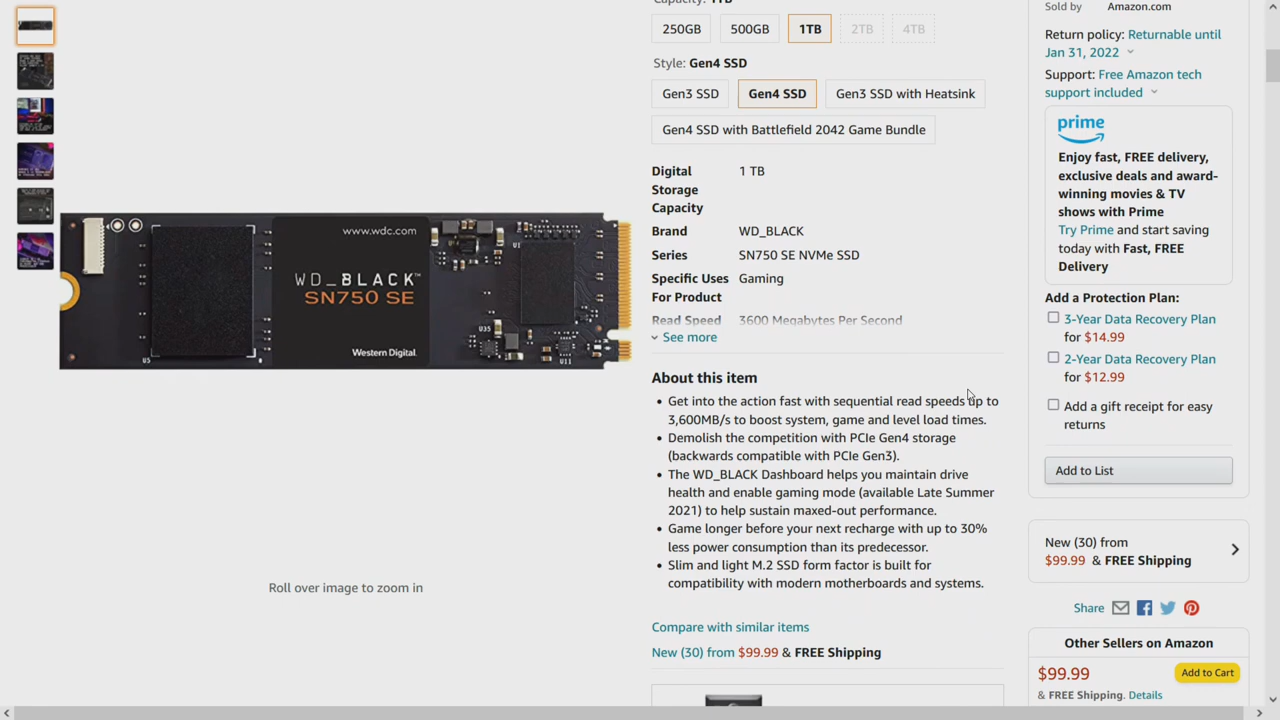 Capacity: 1TB
250GB
500GB
1TB
2TB
4TB
Style: Gen4 SSD
Gen3 SSD
Gen4 SSD
Gen3 SSD with Heatsink
Gen4 SSD with Battlefield 2042 Game Bundle
Digital Storage Capacity 1 TB
Brand WD_BLACK
Series SN750 SE NVMe SSD
Specific Uses For Product Gaming
Read Speed 3600 Megabytes Per Second
See more
About this item
• Get into the action fast with sequential read speeds up to
3,600MB/s to boost system, game and level load times.
• Demolish the competition with PCIe Gen4 storage
(backwards compatible with PCIe Gen3).
• The WD_BLACK Dashboard helps you maintain drive
health and enable gaming mode (available Late Summer
2021) to help sustain maxed-out performance.
• Game longer before your next recharge with up to 30%
less power consumption than its predecessor.
• Slim and light M.2 SSD form factor is built for
compatibility with modern motherboards and systems.
Compare with similar items
New (30) from $99.99 & FREE Shipping
www.wdc.com
WD_BLACK™
SN750 SE
Western Digital.
U5
U1
U35
U11
Roll over image to zoom in
Sold by Amazon.com
Return policy: Returnable until
Jan 31, 2022
Support: Free Amazon tech
support included
prime
Enjoy fast, FREE delivery,
exclusive deals and award-
winning movies & TV
shows with Prime
Try Prime and start saving
today with Fast, FREE
Delivery
Add a Protection Plan:
3-Year Data Recovery Plan
for $14.99
2-Year Data Recovery Plan
for $12.99
Add a gift receipt for easy
returns
Add to List
New (30) from
$99.99 & FREE Shipping
Share
Other Sellers on Amazon
$99.99
Add to Cart
& FREE Shipping. Details